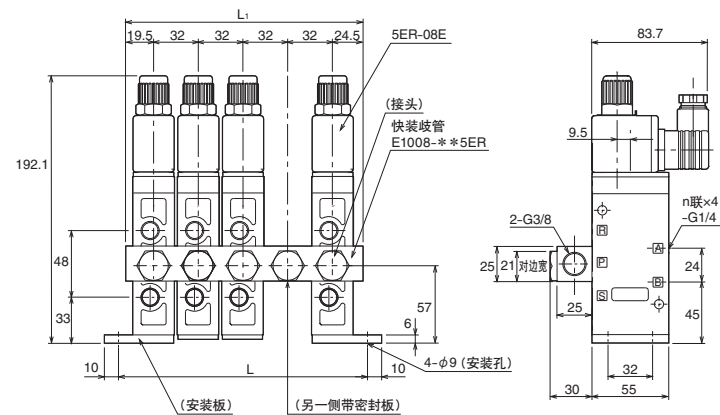 L₁
19.5 32 32 32 32 24.5
5ER-08E
(接头)
快装歧管
E1008-**5ER
192.1
48
33
57
6
10
L
10
4-φ9 (安装孔)
(安装板)
(另一侧带密封板)
83.7
9.5
n联×4
-G1/4
2-G3/8
R
A
P
B
S
25
21 对边宽
25
24
45
32
30
55